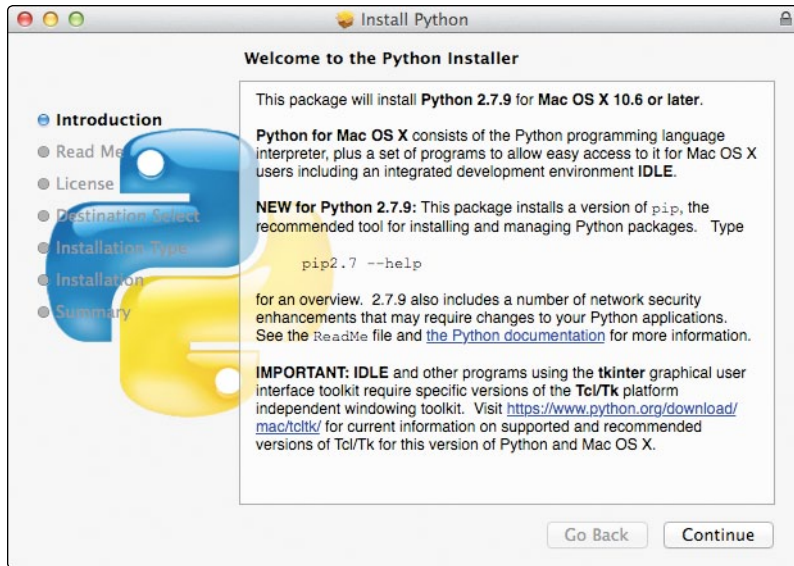 Install Python
Welcome to the Python Installer
Introduction
Read Me
License
Destination Select
Installation Type
Installation
Summary
This package will install Python 2.7.9 for Mac OS X 10.6 or later.
Python for Mac OS X consists of the Python programming language
interpreter, plus a set of programs to allow easy access to it for Mac OS X
users including an integrated development environment IDLE.
NEW for Python 2.7.9: This package installs a version of pip, the
recommended tool for installing and managing Python packages. Type
pip2.7 --help
for an overview. 2.7.9 also includes a number of network security
enhancements that may require changes to your Python applications.
See the ReadMe file and the Python documentation for more information.
IMPORTANT: IDLE and other programs using the tkinter graphical user
interface toolkit require specific versions of the Tcl/Tk platform
independent windowing toolkit. Visit https://www.python.org/download/
mac/tcltk/ for current information on supported and recommended
versions of Tcl/Tk for this version of Python and Mac OS X.
Go Back
Continue